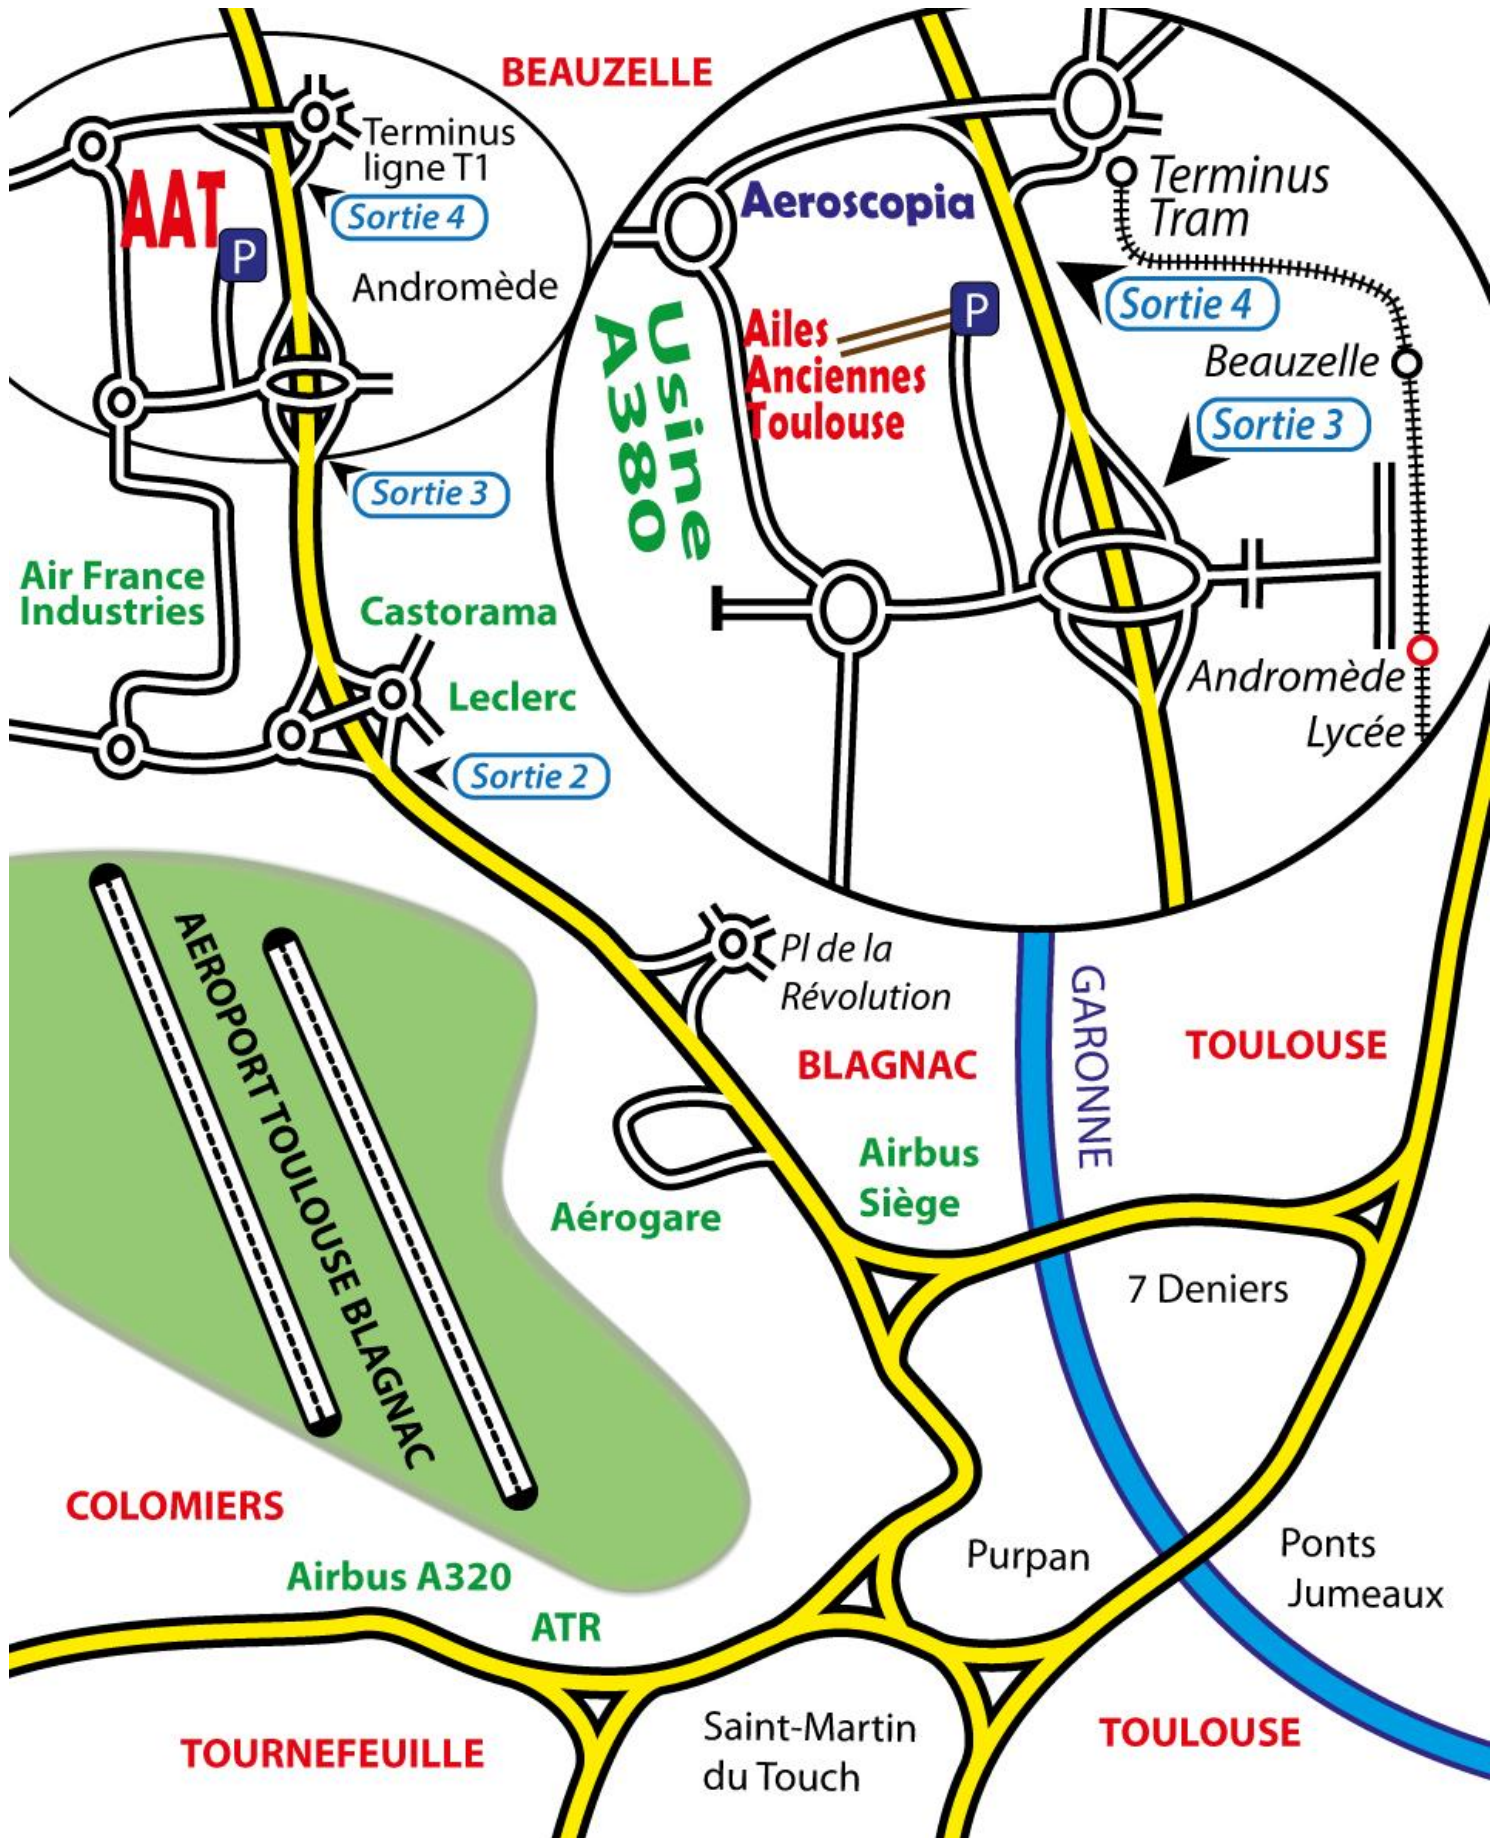 BEAUZELLE
Terminus
ligne T1
AAT
Sortie 4
P
Andromède
Sortie 3
Air France
Industries
Castorama
Leclerc
Sortie 2
Terminus
Tram
Aeroscopia
Sortie 4
P
Usine
A380
Ailes
Anciennes
Toulouse
Beauzelle
Sortie 3
Andromède
Lycée
AEROPORT TOULOUSE BLAGNAC
Pl de la
Révolution
GARONNE
TOULOUSE
BLAGNAC
Airbus
Siège
Aérogare
7 Deniers
COLOMIERS
Airbus A320
ATR
Purpan
Ponts
Jumeaux
TOURNEFEUILLE
Saint-Martin
du Touch
TOULOUSE